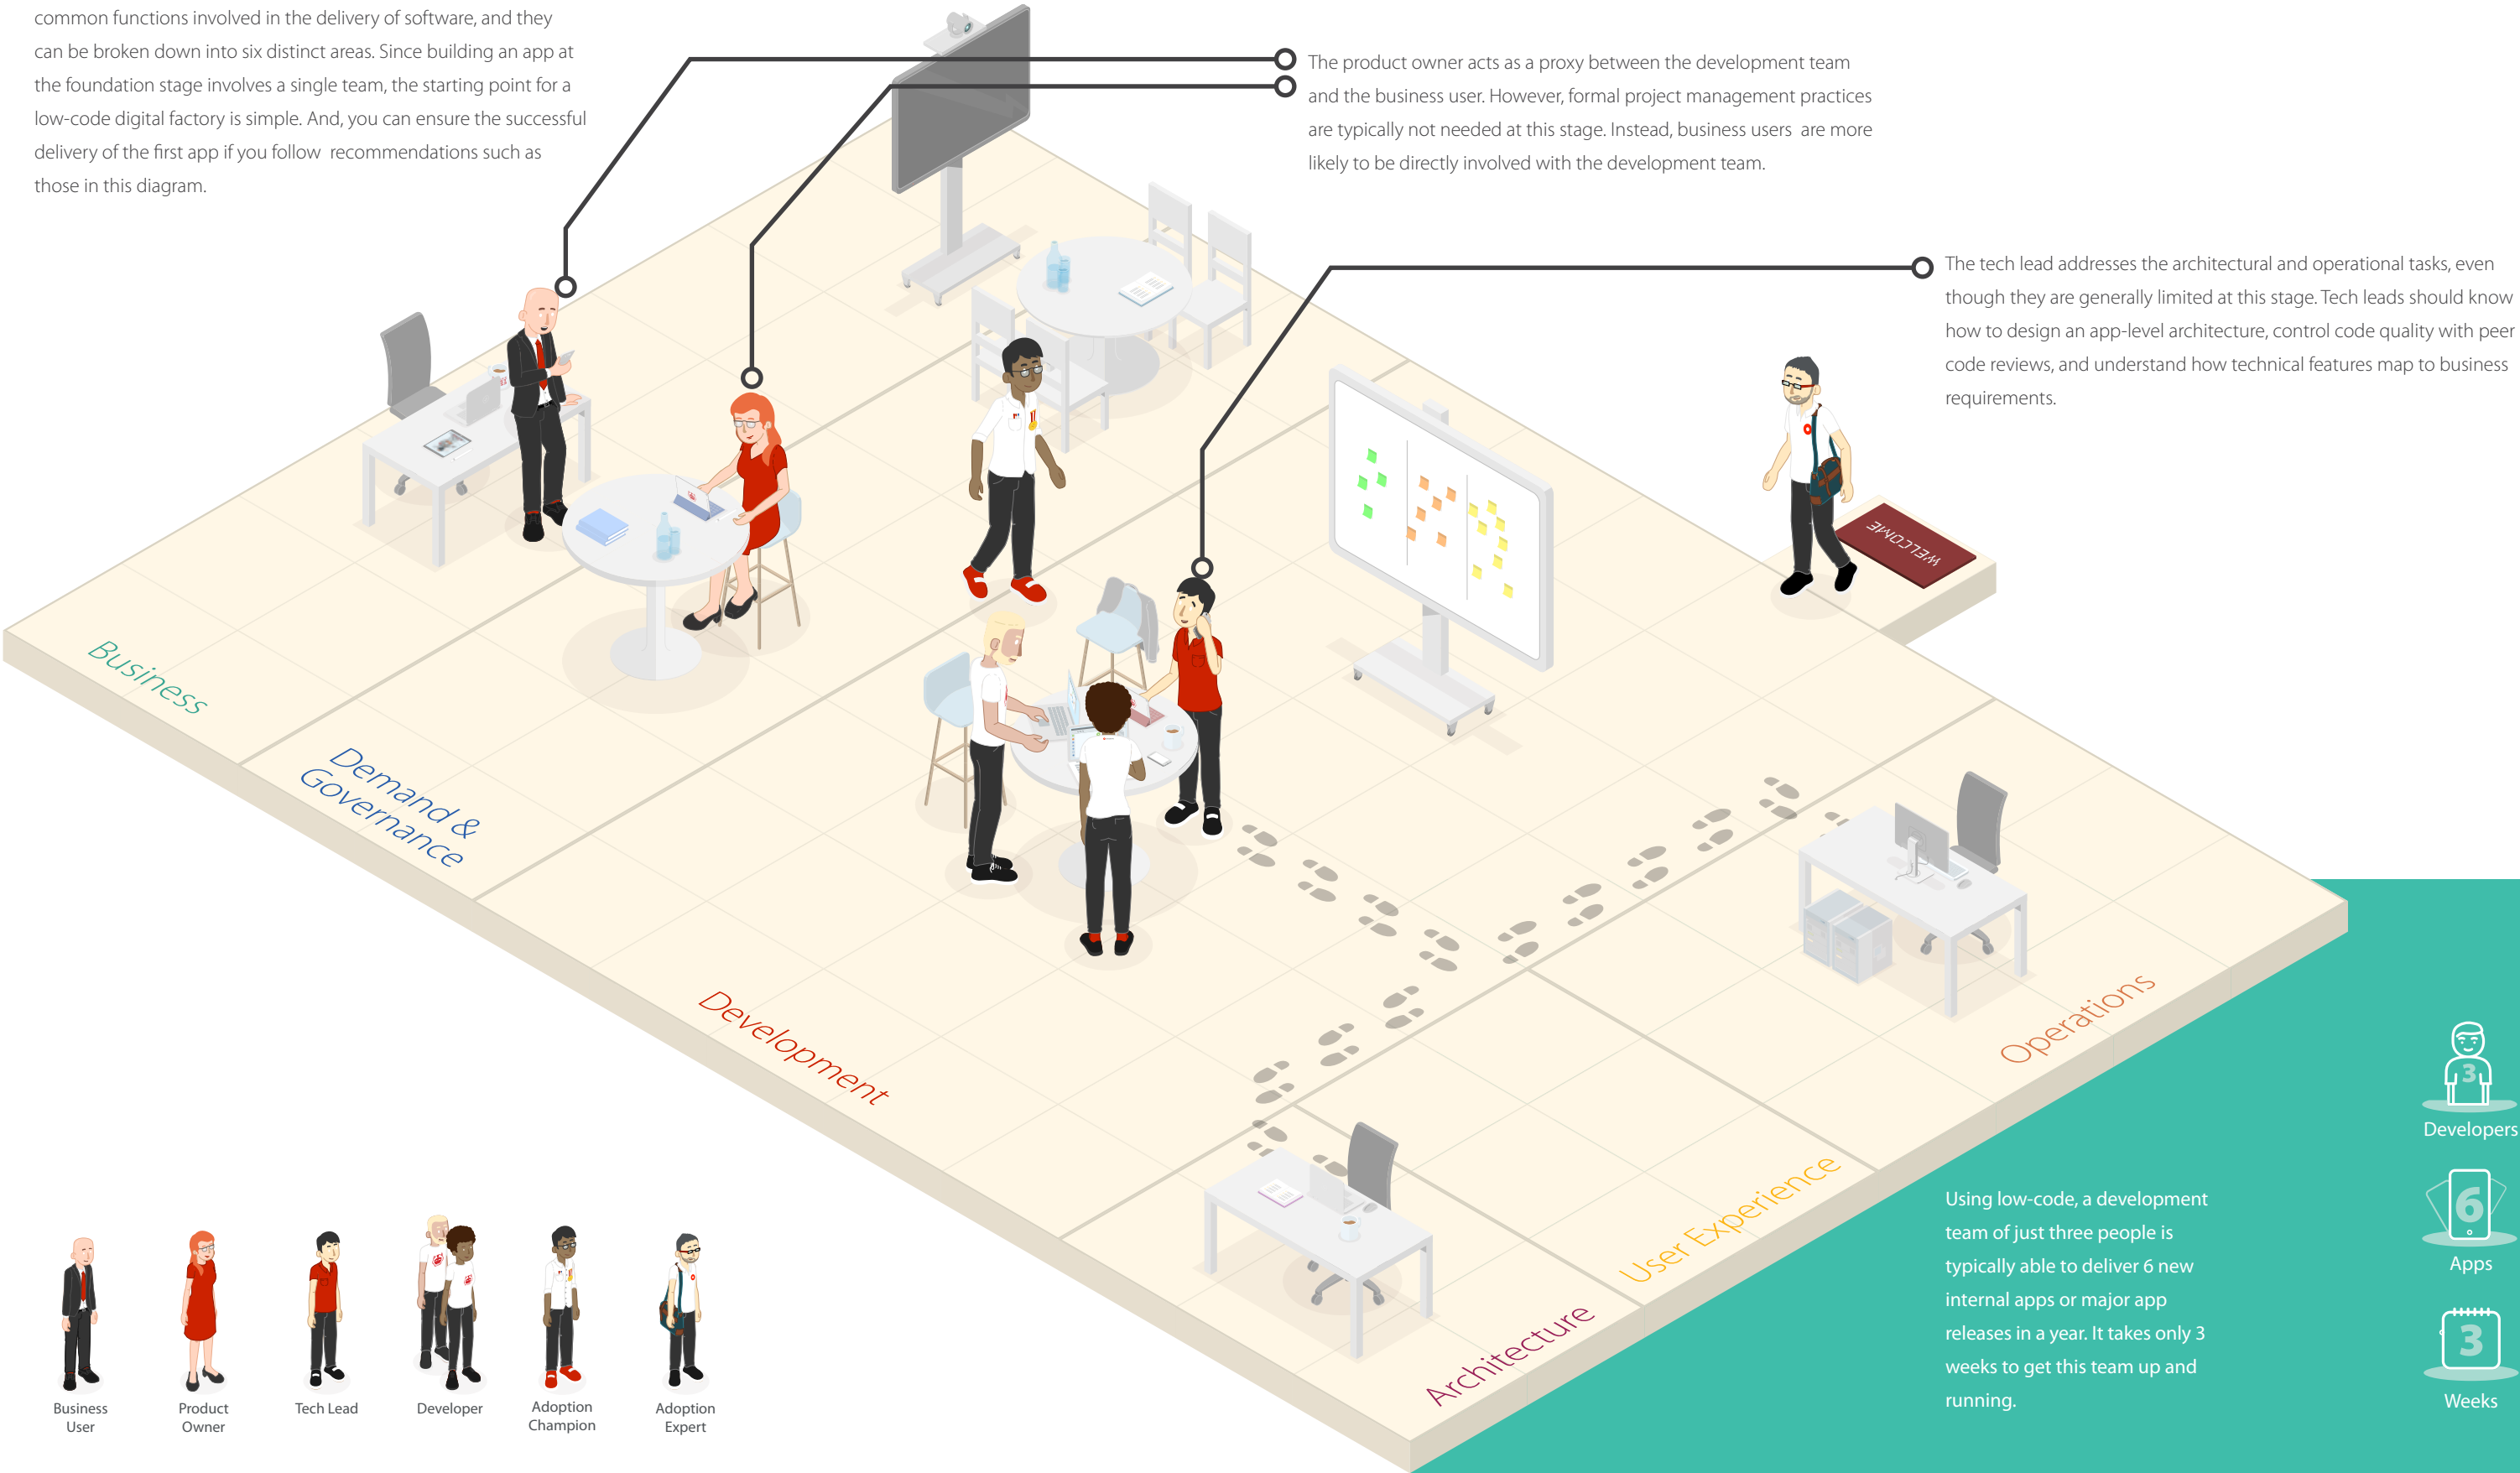 common functions involved in the delivery of software, and they
can be broken down into six distinct areas. Since building an app at
the foundation stage involves a single team, the starting point for a
low-code digital factory is simple. And, you can ensure the successful
delivery of the first app if you follow recommendations such as
those in this diagram.
The product owner acts as a proxy between the development team
and the business user. However, formal project management practices
are typically not needed at this stage. Instead, business users are more
likely to be directly involved with the development team.
The tech lead addresses the architectural and operational tasks, even
though they are generally limited at this stage. Tech leads should know
how to design an app-level architecture, control code quality with peer
code reviews, and understand how technical features map to business
requirements.
WELCOME
Business
Demand &
Governance
Development
Operations
User Experience
Architecture
Business
User
Product
Owner
Tech Lead
Developer
Adoption
Champion
Adoption
Expert
Using low-code, a development
team of just three people is
typically able to deliver 6 new
internal apps or major app
releases in a year. It takes only 3
weeks to get this team up and
running.
3
Developers
6
Apps
3
Weeks